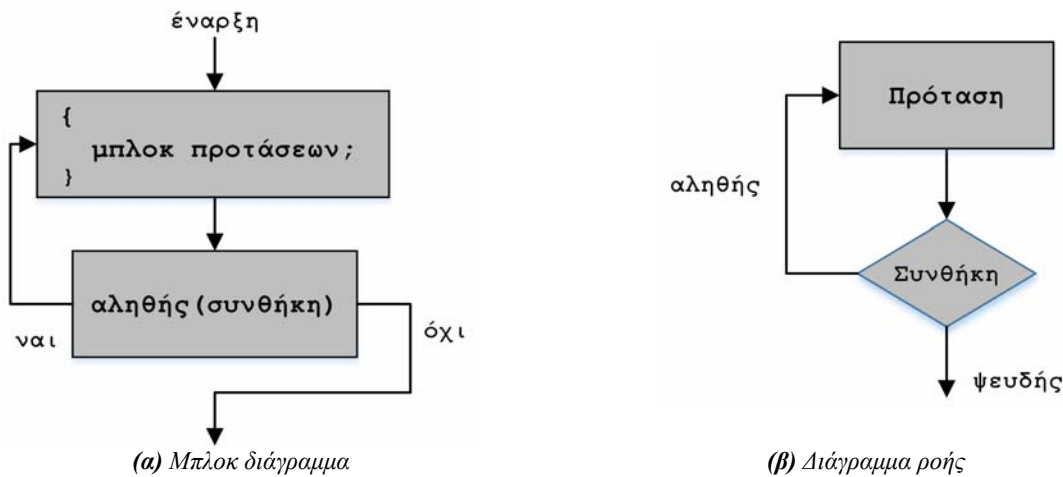 έναρξη
{
μπλοκ προτάσεων;
}
αληθής(συνθήκη)
ναι
όχι
(α) Μπλοκ διάγραμμα
Πρόταση
αληθής
Συνθήκη
ψευδής
(β) Διάγραμμα ροής